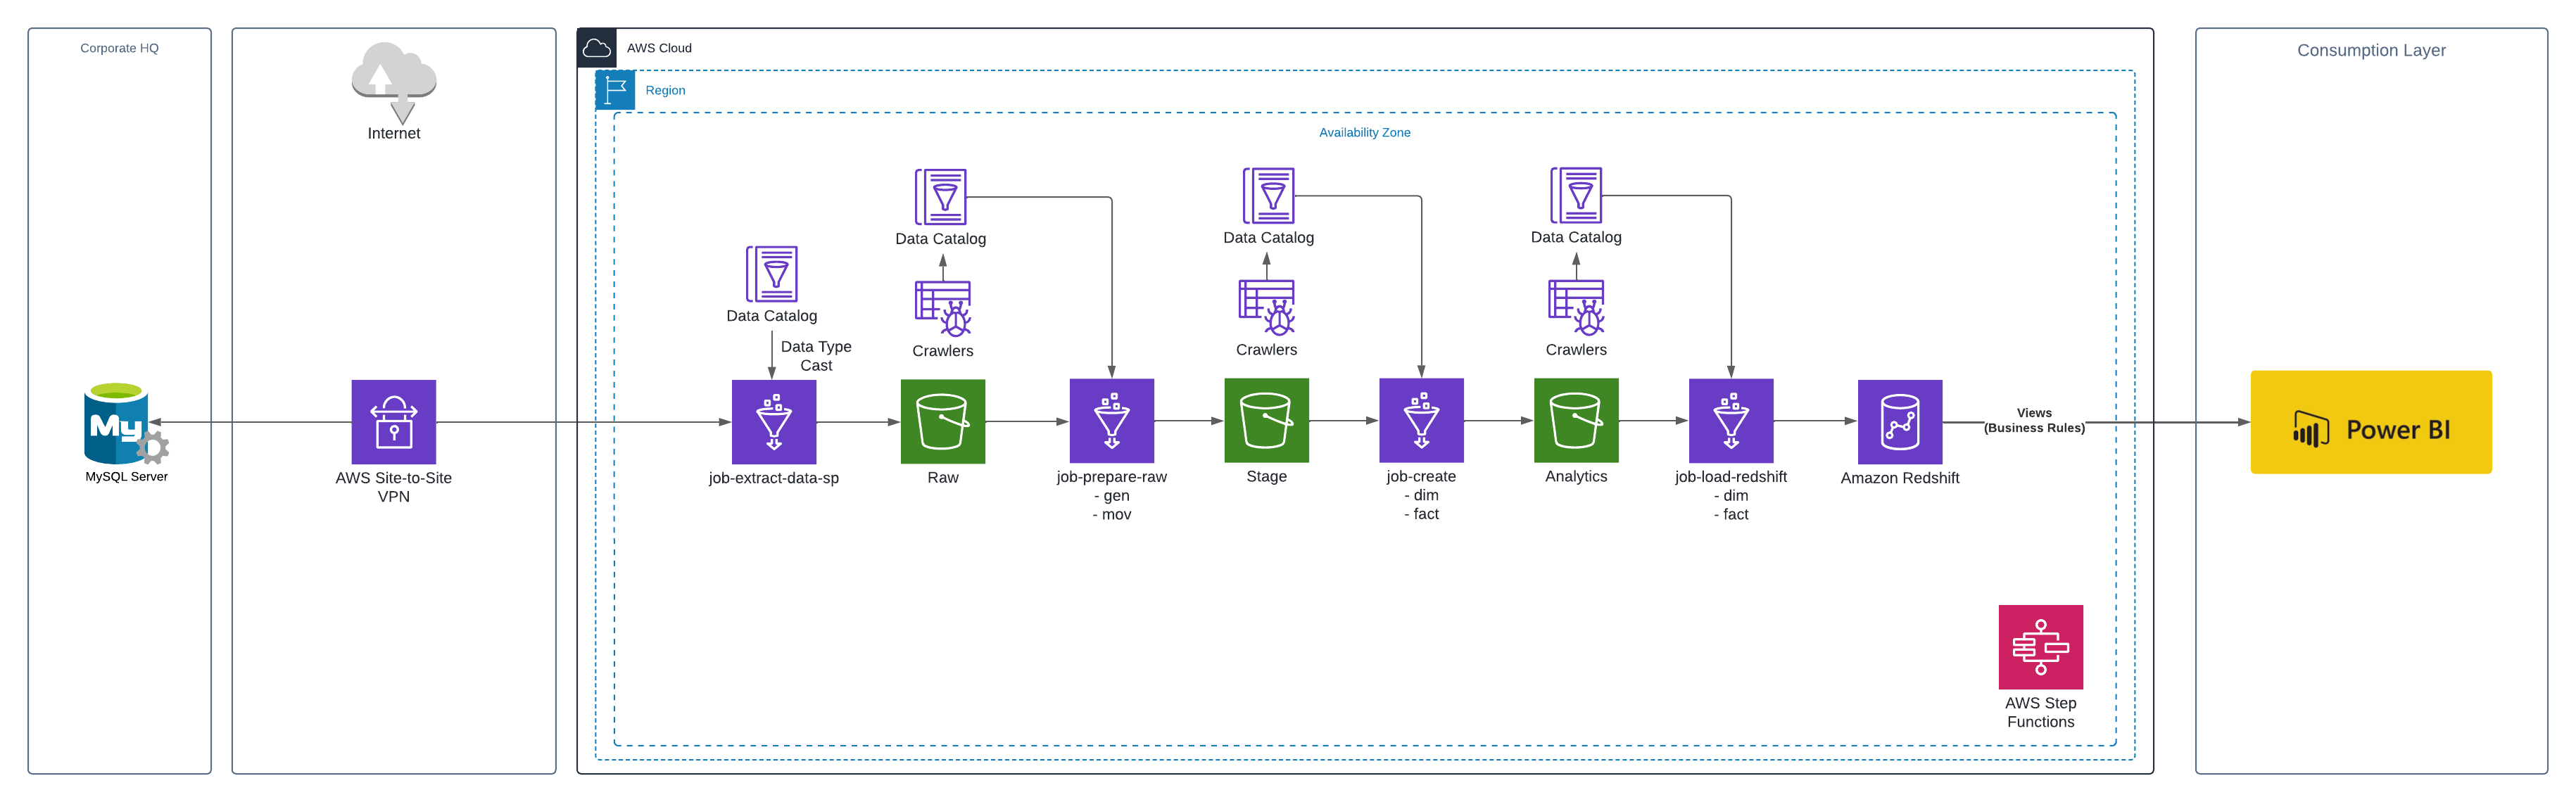 Corporate HQ
My
MySQL Server
Internet
AWS Site-to-Site
VPN
AWS Cloud
Region
Availability Zone
Data Catalog
Data Type
Cast
job-extract-data-sp
Data Catalog
Crawlers
Raw
job-prepare-raw
- gen
- mov
Data Catalog
Crawlers
Stage
job-create
- dim
- fact
Data Catalog
Crawlers
Analytics
job-load-redshift
- dim
- fact
Amazon Redshift
Views
(Business Rules)
AWS Step
Functions
Consumption Layer
Power BI